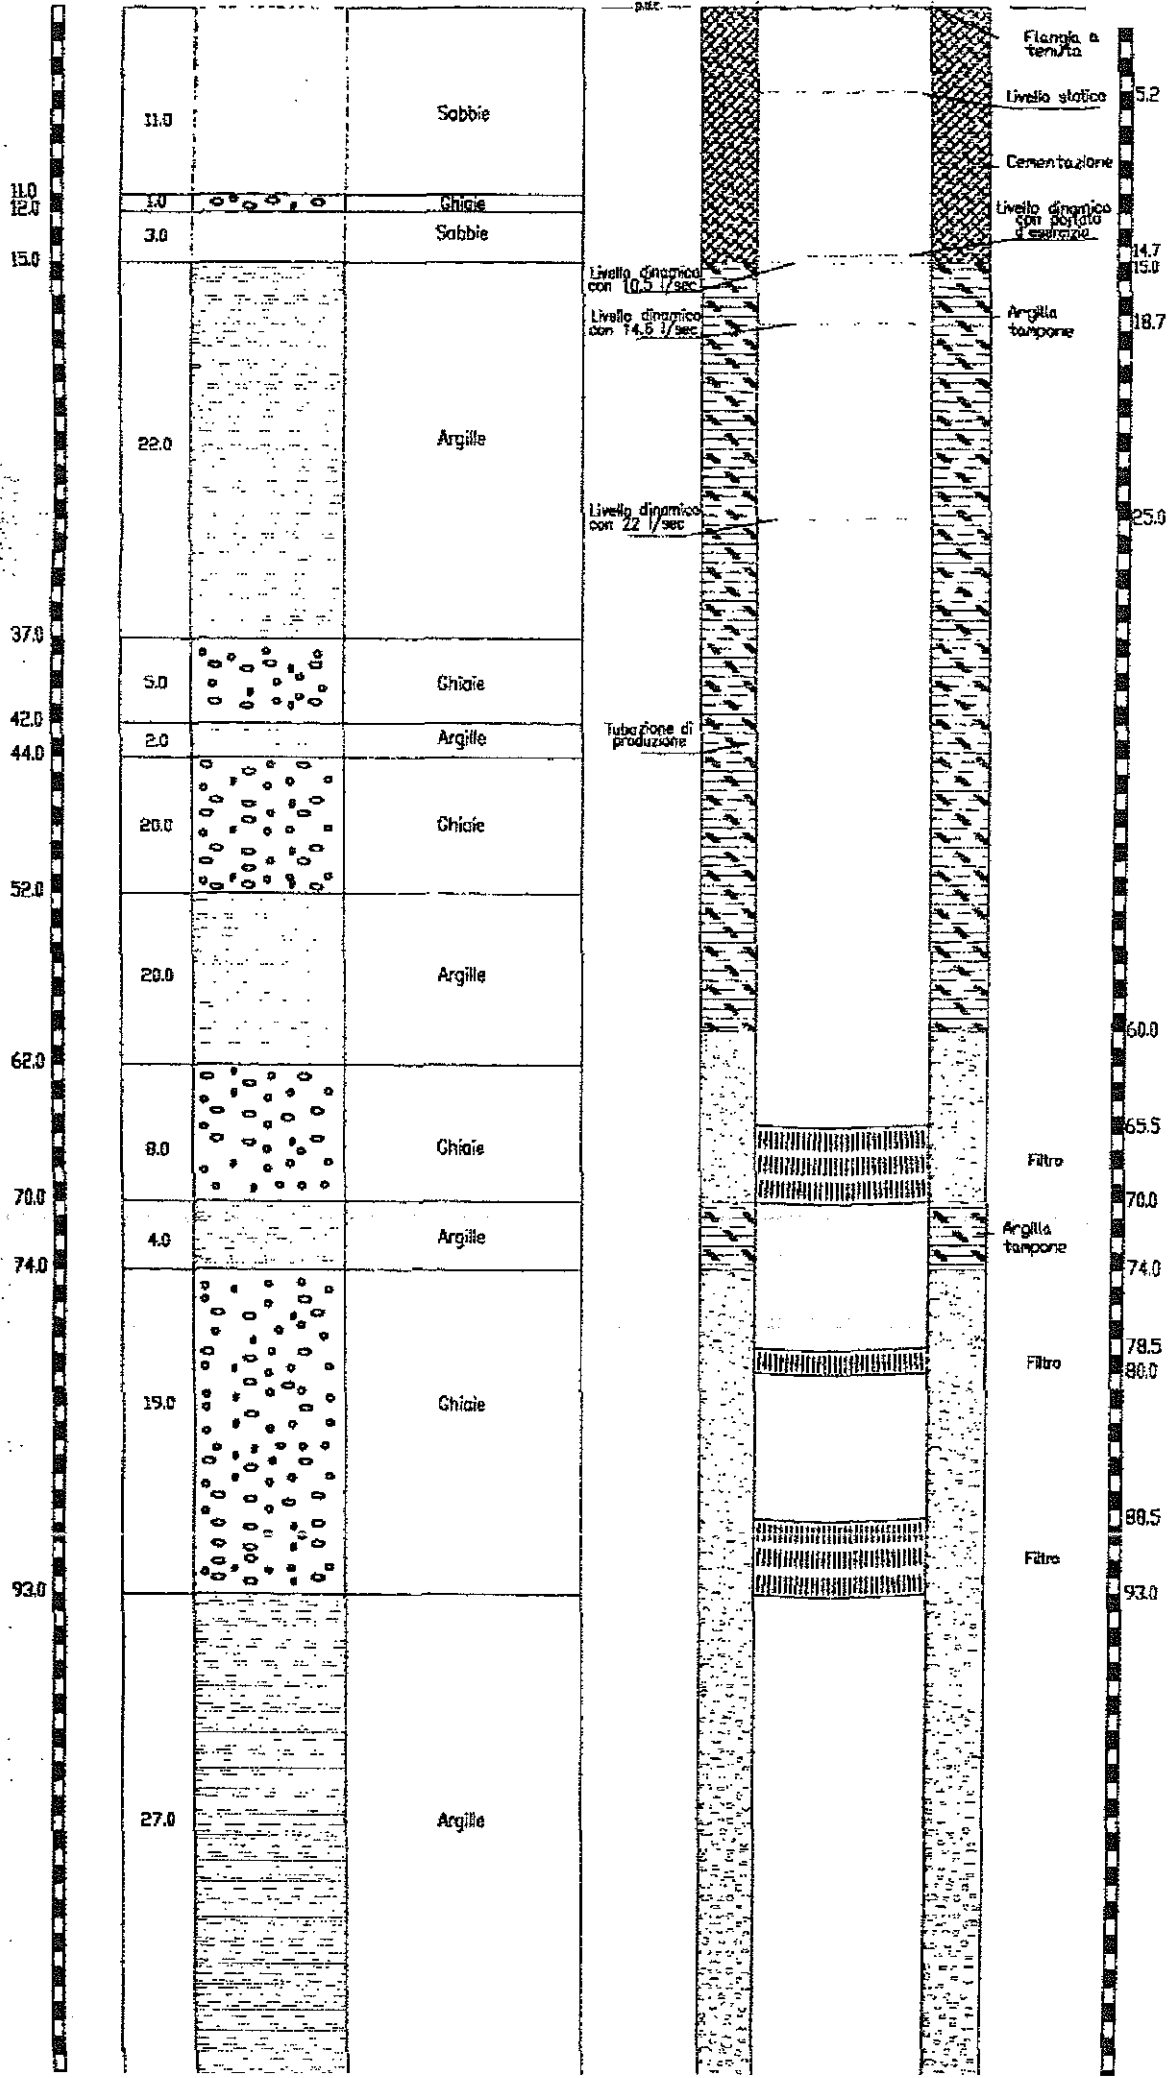 p.d.c.
Flangia a
tenuta
Livello statico
5.2
11.0
Sabbie
Cementazione
11.0
1.0
Ghiaie
12.0
Livello dinamico
con portata
d'esercizio
3.0
Sabbie
14.7
15.0
15.0
Livello dinamico
con 10.5 l/sec
Livello dinamico
con 14.6 l/sec
Argilla
tampone
18.7
22.0
Argille
Livello dinamico
con 22 l/sec
25.0
37.0
5.0
Ghiaie
42.0
2.0
Argille
44.0
Tubazione di
produzione
20.0
Ghiaie
52.0
20.0
Argille
60.0
62.0
8.0
Ghiaie
65.5
Filtro
70.0
70.0
4.0
Argille
Argilla
tampone
74.0
74.0
78.5
Filtro
80.0
19.0
Ghiaie
88.5
Filtro
93.0
93.0
27.0
Argille